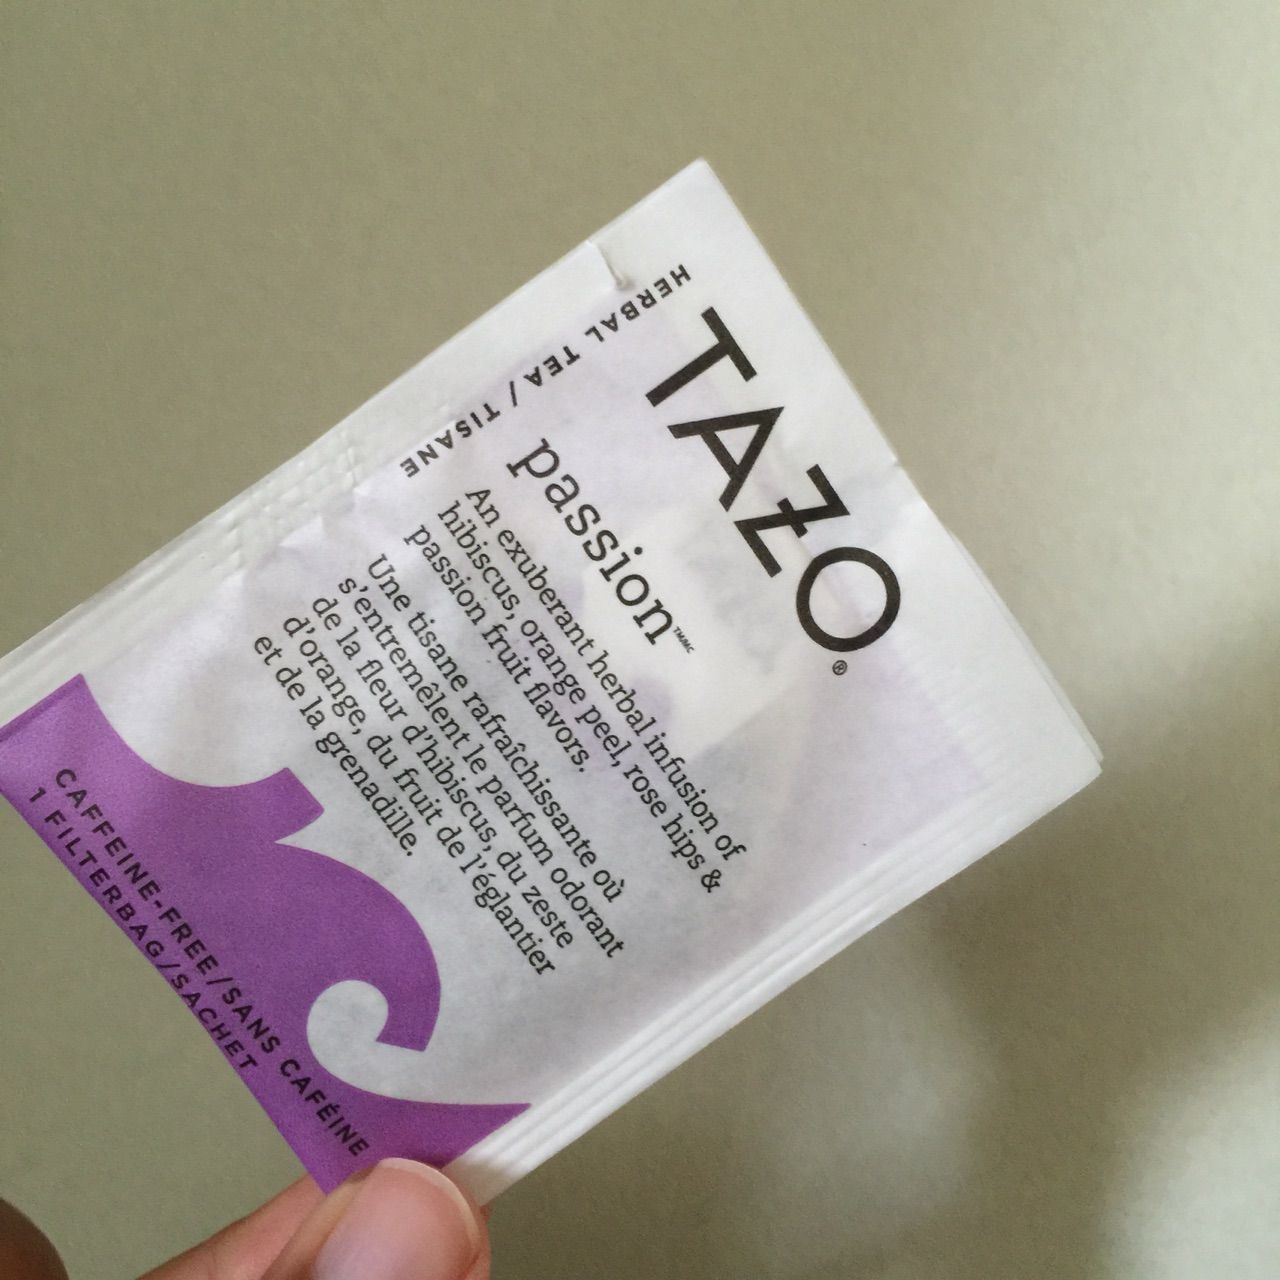 TAZO®
HERBAL TEA / TISANE
passion™/MC
An exuberant herbal infusion of
hibiscus, orange peel, rose hips &
passion fruit flavors.
Une tisane rafraîchissante où
s'entremêlent le parfum odorant
de la fleur d'hibiscus, du zeste
d'orange, du fruit de l'églantier
et de la grenadille.
CAFFEINE-FREE/SANS CAFÉINE
1 FILTERBAG/SACHET